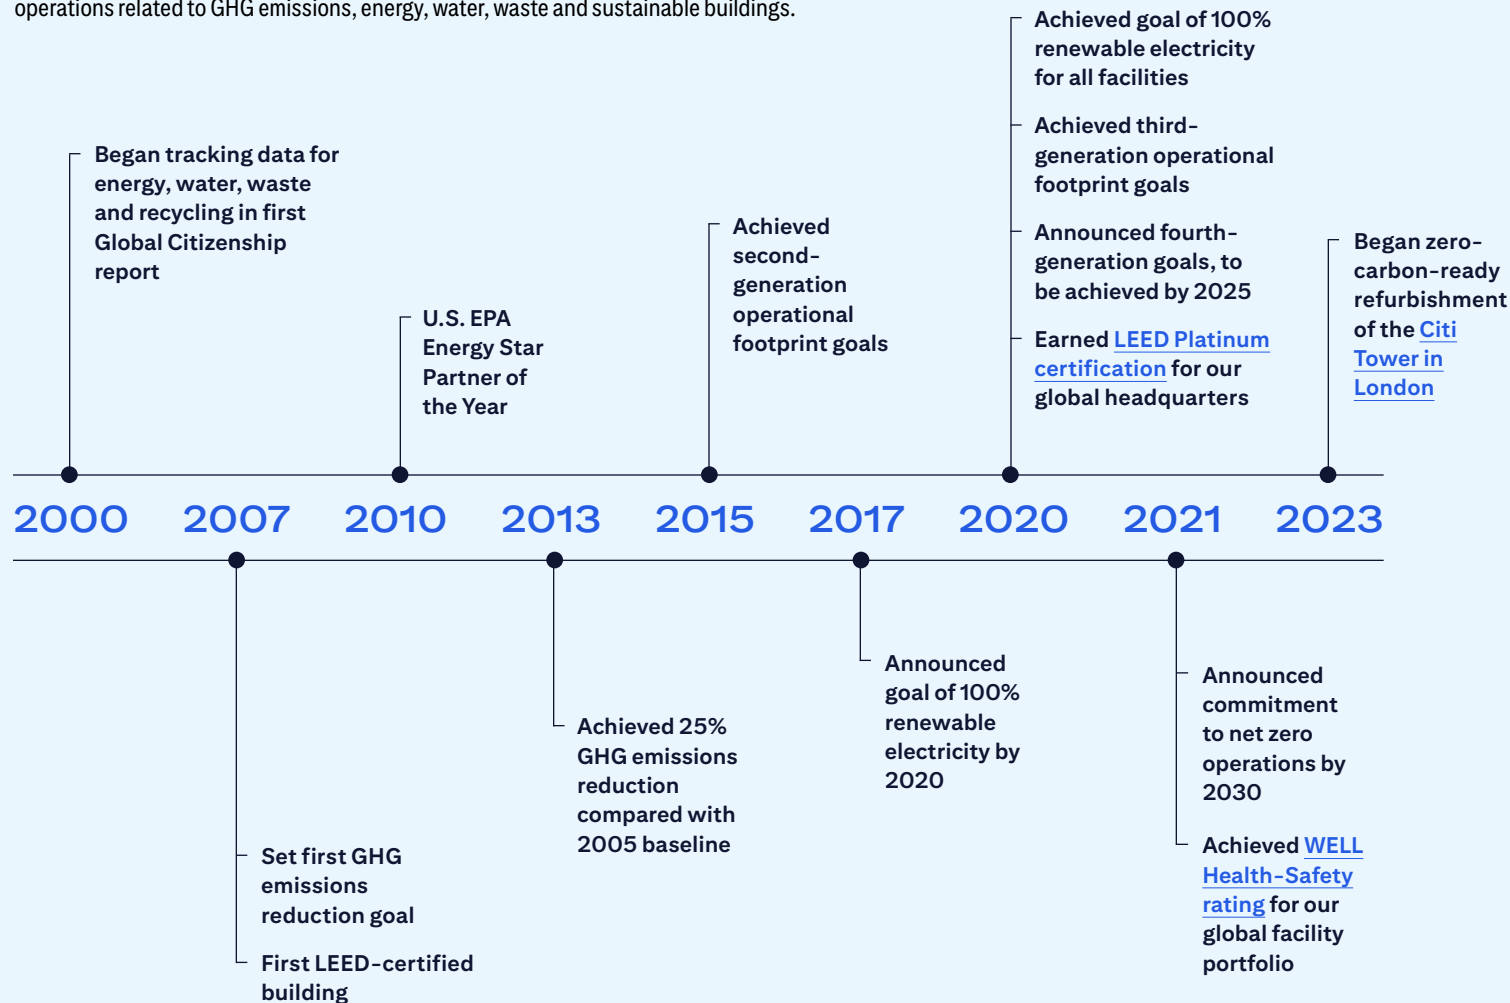 operations related to GHG emissions, energy, water, waste and sustainable buildings.
Began tracking data for
energy, water, waste
and recycling in first
Global Citizenship
report
U.S. EPA
Energy Star
Partner of
the Year
Achieved
second-
generation
operational
footprint goals
Achieved goal of 100%
renewable electricity
for all facilities
Achieved third-
generation operational
footprint goals
Announced fourth-
generation goals, to
be achieved by 2025
Earned LEED Platinum
certification for our
global headquarters
Began zero-
carbon-ready
refurbishment
of the Citi
Tower in
London
2000 2007 2010 2013 2015 2017 2020 2021 2023
Set first GHG
emissions
reduction goal
First LEED-certified
building
Achieved 25%
GHG emissions
reduction
compared with
2005 baseline
Announced
goal of 100%
renewable
electricity by
2020
Announced
commitment
to net zero
operations by
2030
Achieved WELL
Health-Safety
rating for our
global facility
portfolio